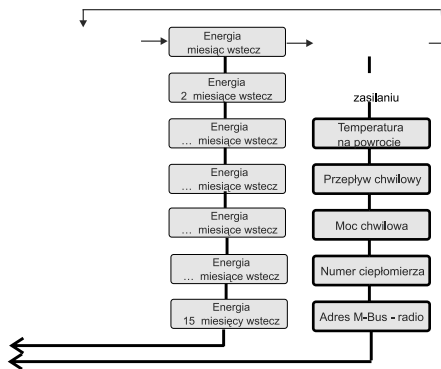 Energia
miesiąc wstecz
Energia
2 miesiące wstecz
Energia
... miesiące wstecz
Energia
... miesiące wstecz
Energia
... miesiące wstecz
Energia
... miesiące wstecz
Energia
15 miesięcy wstecz
zasilaniu
Temperatura
na powrocie
Przepływ chwilowy
Moc chwilowa
Numer ciepłomierza
Adres M-Bus - radio